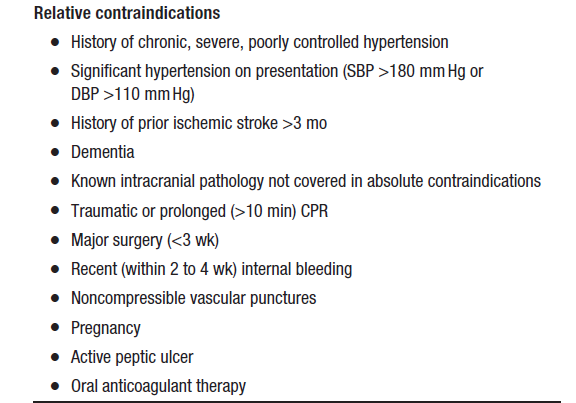 Relative contraindications
● History of chronic, severe, poorly controlled hypertension
● Significant hypertension on presentation (SBP >180 mm Hg or
DBP >110 mm Hg)
● History of prior ischemic stroke >3 mo
● Dementia
● Known intracranial pathology not covered in absolute contraindications
● Traumatic or prolonged (>10 min) CPR
● Major surgery (<3 wk)
● Recent (within 2 to 4 wk) internal bleeding
● Noncompressible vascular punctures
● Pregnancy
● Active peptic ulcer
● Oral anticoagulant therapy